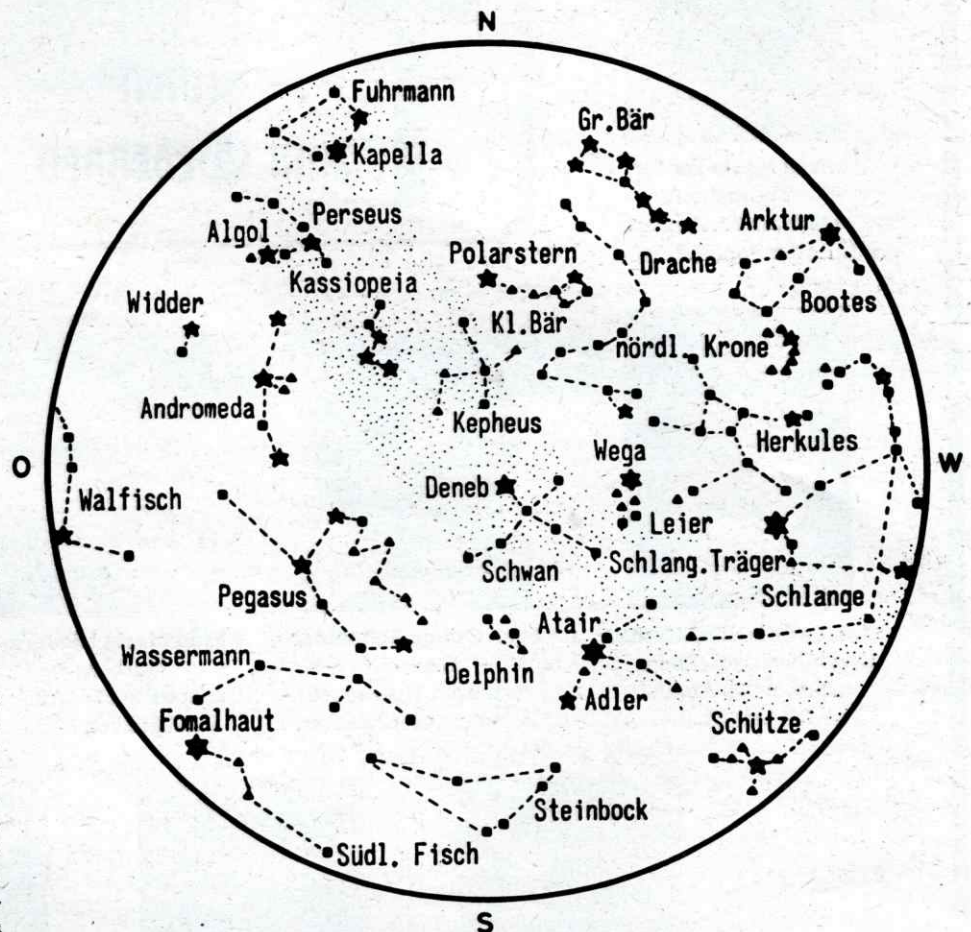 N
Fuhrmann
Kapella
Gr.Bär
Perseus
Arktur
Algol
Polarstern
Drache
Kassiopeia
Widder
Bootes
Kl.Bär
nördl. Krone
Andromeda
Kepheus
Herkules
Wega
O
W
Deneb
Walfisch
Leier
Schwan
Schlang.Träger
Pegasus
Schlange
Atair
Wassermann
Delphin
Adler
Fomalhaut
Schütze
Steinbock
Südl. Fisch
S